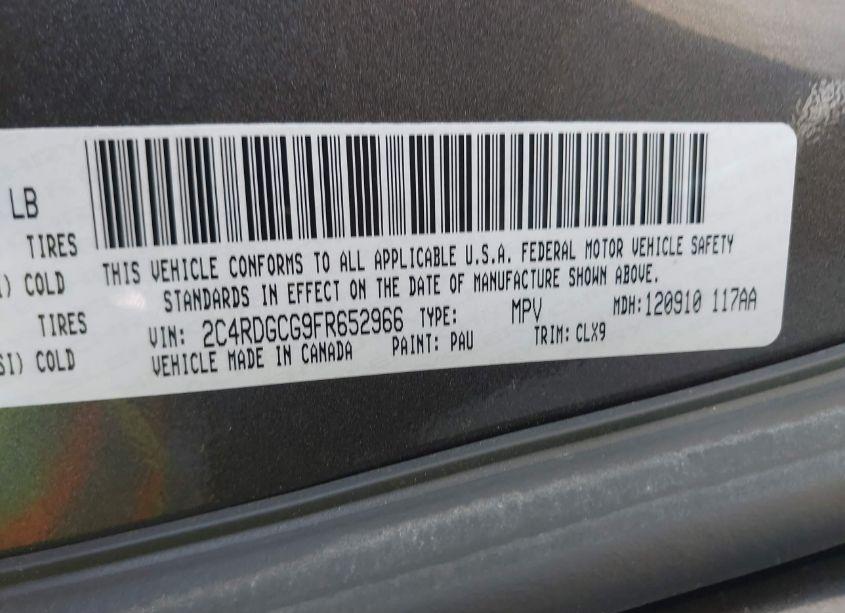 LB
TIRES
) COLD
TIRES
SI) COLD
THIS VEHICLE CONFORMS TO ALL APPLICABLE U.S.A. FEDERAL MOTOR VEHICLE SAFETY
STANDARDS IN EFFECT ON THE DATE OF MANUFACTURE SHOWN ABOVE.
VIN: 2C4RDGCG9FR652966 TYPE: MPV MDH:120910 117AA
VEHICLE MADE IN CANADA PAINT: PAU TRIM: CLX9